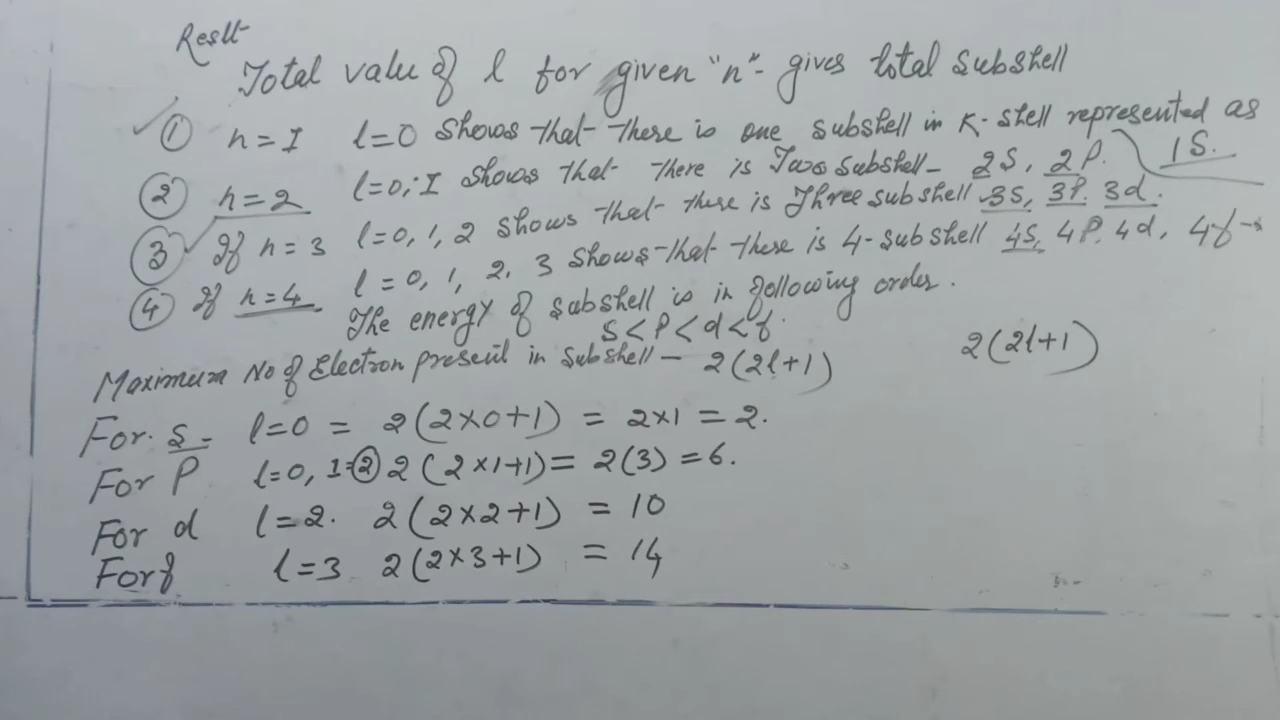 Reslt
Total value of l for given "n" - gives total subshell
① n = I l=0 shows that there is one subshell in K-shell represented as 1S.
② n=2 l=0, I shows that there is Two subshell - 2S, 2P.
③ If n = 3 l=0, 1, 2 shows that there is Three subshell 3S, 3P. 3d.
④ If n=4 l = 0, 1, 2, 3 shows that there is 4-subshell 4S, 4P, 4d, 4f →
The energy of subshell is in following order.
S<P<d<f.
Maximum No of Electron present in subshell - 2(2l+1) 2(2l+1)
For. S - l=0 = 2(2×0+1) = 2×1 = 2.
For P l=0, 1=② 2(2×1+1) = 2(3) = 6.
For d l=2. 2(2×2+1) = 10
For f l=3 2(2×3+1) = 14